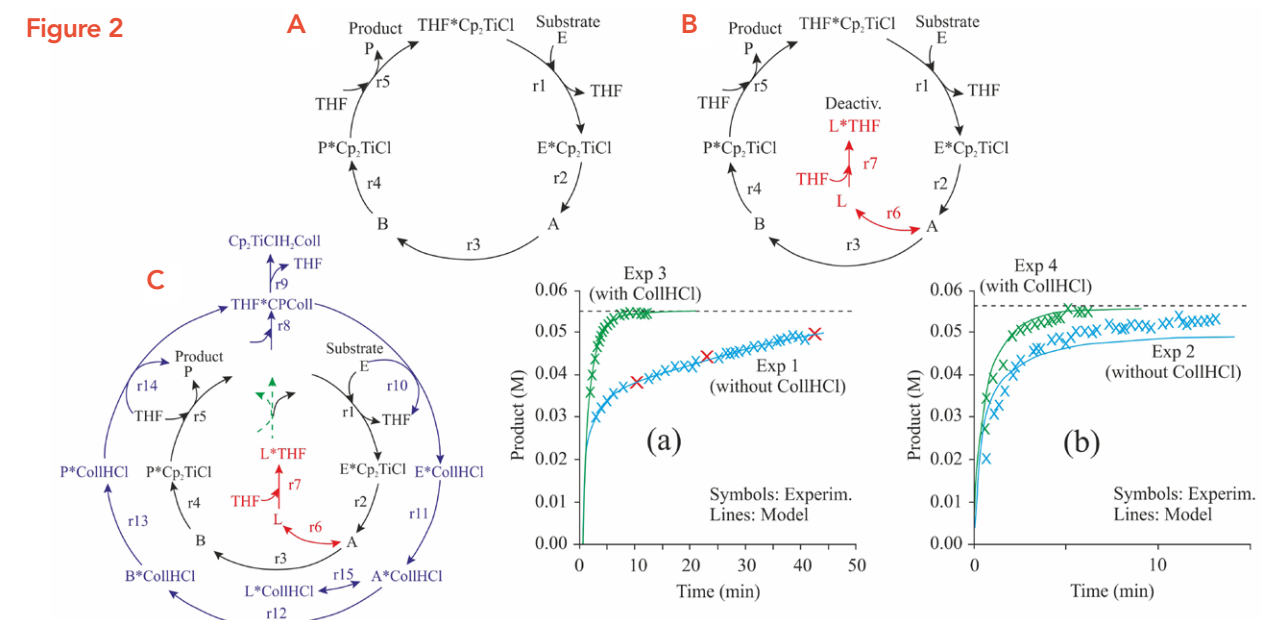 Figure 2
A
Product
P
THF*Cp₂TiCl
Substrate
E
r5
r1
THF
THF
P*Cp₂TiCl
E*Cp₂TiCl
r4
r2
B
A
r3
B
Product
P
THF*Cp₂TiCl
Substrate
E
r5
r1
THF
THF
Deactiv.
L*THF
P*Cp₂TiCl
E*Cp₂TiCl
r7
THF
r4
r2
L
r6
B
A
r3
C
Cp₂TiClH₂Coll
THF
r9
THF*CPColl
r8
Product
P
Substrate
E
r14
r10
THF
r5
r1
THF
L*THF
P*CollHCl
P*Cp₂TiCl
E*Cp₂TiCl
E*CollHCl
r7
THF
r4
r2
r13
r11
L
r6
B
A
r3
B*CollHCl
r15
A*CollHCl
L*CollHCl
r12
Exp 3
(with CollHCl)
0.06
0.05
0.04
0.03
0.02
0.01
0.00
Product (M)
Exp 1
(without CollHCl)
(a)
Symbols: Experim.
Lines: Model
0 10 20 30 40 50
Time (min)
Exp 4
(with CollHCl)
0.06
0.05
0.04
0.03
0.02
0.01
0.00
Product (M)
Exp 2
(without CollHCl)
(b)
Symbols: Experim.
Lines: Model
0 10
Time (min)